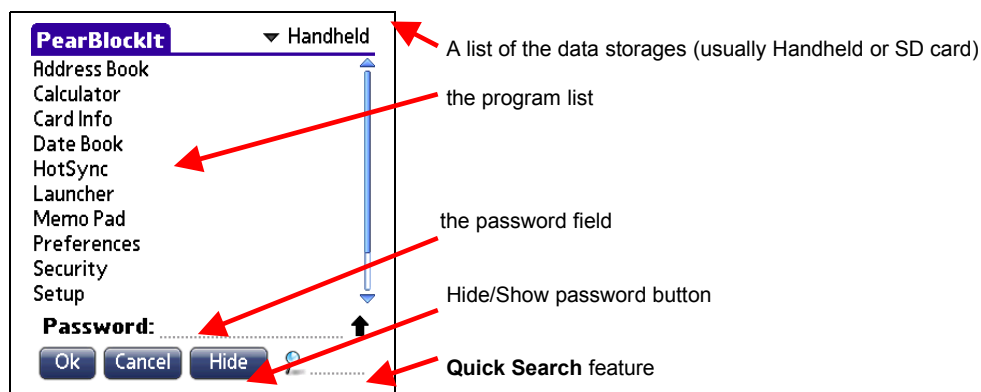 PearBlockIt
Handheld
Address Book
Calculator
Card Info
Date Book
HotSync
Launcher
Memo Pad
Preferences
Security
Setup
Password:
Ok Cancel Hide
A list of the data storages (usually Handheld or SD card)
the program list
the password field
Hide/Show password button
Quick Search feature